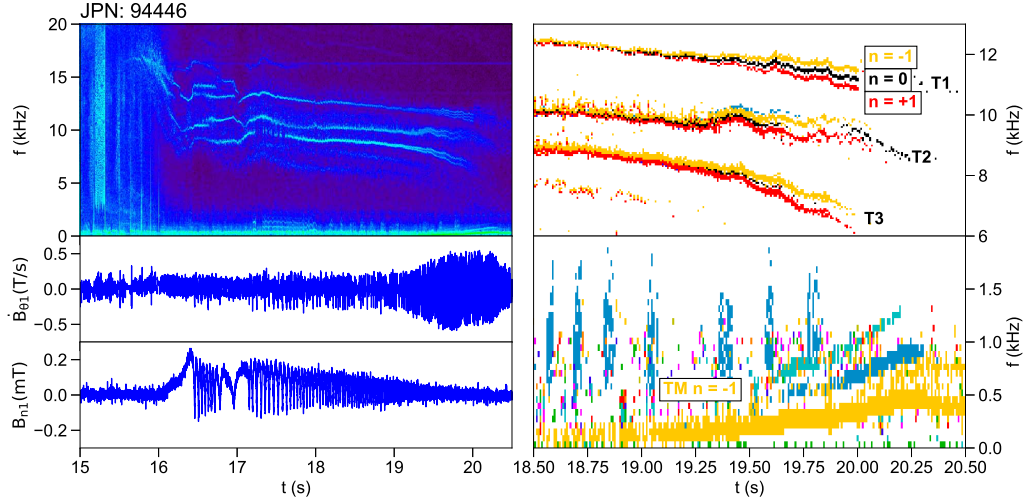 JPN: 94446
20
15
10
5
0
f (kHz)
0.5
0.0
−0.5
Ḃθ1(T/s)
0.2
0.0
−0.2
Bn1(mT)
15
16
17
18
19
20
t (s)
n = -1
n = 0
n = +1
T1
T2
T3
12
10
8
6
f (kHz)
TM n = -1
1.5
1.0
0.5
0.0
f (kHz)
18.50
18.75
19.00
19.25
19.50
19.75
20.00
20.25
20.50
t (s)